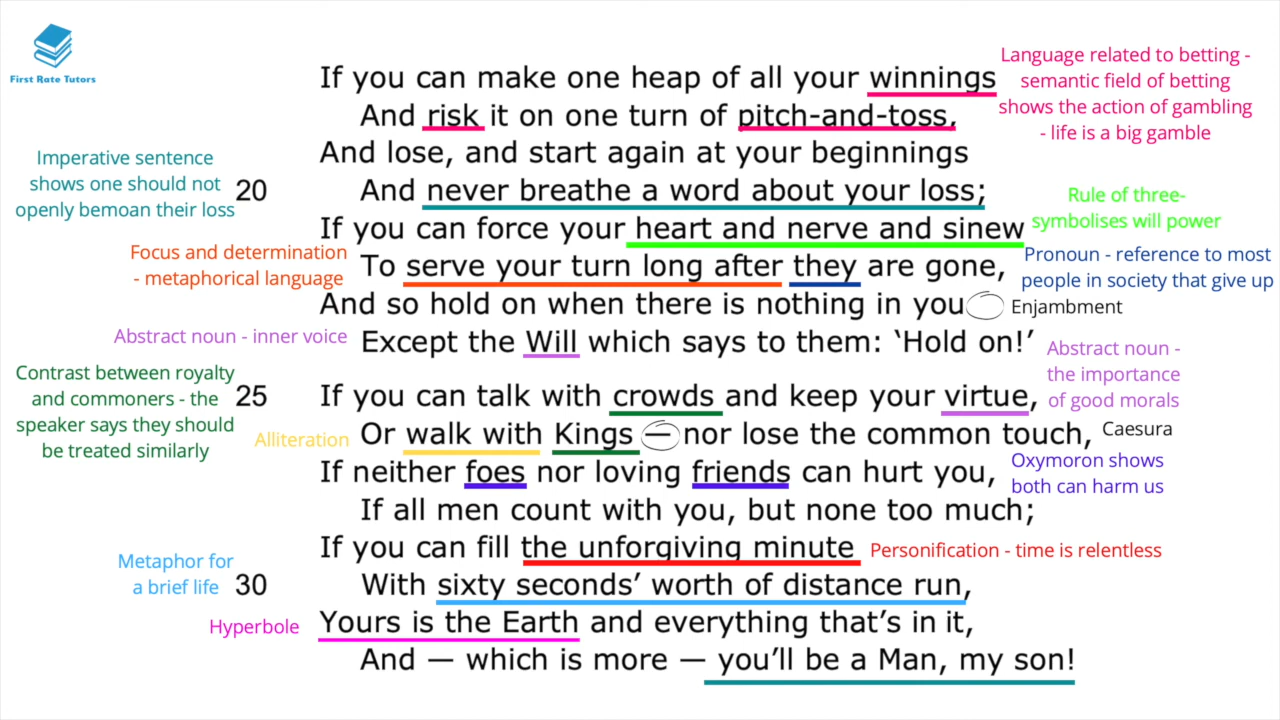 First Rate Tutors
If you can make one heap of all your winnings
And risk it on one turn of pitch-and-toss,
And lose, and start again at your beginnings
20 And never breathe a word about your loss;
If you can force your heart and nerve and sinew
To serve your turn long after they are gone,
And so hold on when there is nothing in you
Except the Will which says to them: ‘Hold on!’
25 If you can talk with crowds and keep your virtue,
Or walk with Kings — nor lose the common touch,
If neither foes nor loving friends can hurt you,
If all men count with you, but none too much;
If you can fill the unforgiving minute
30 With sixty seconds’ worth of distance run,
Yours is the Earth and everything that’s in it,
And — which is more — you’ll be a Man, my son!
Imperative sentence
shows one should not
openly bemoan their loss
Focus and determination
- metaphorical language
Abstract noun - inner voice
Contrast between royalty
and commoners - the
speaker says they should
be treated similarly
Alliteration
Metaphor for
a brief life
Hyperbole
Language related to betting -
semantic field of betting
shows the action of gambling
- life is a big gamble
Rule of three-
symbolises will power
Pronoun - reference to most
people in society that give up
Enjambment
Abstract noun -
the importance
of good morals
Caesura
Oxymoron shows
both can harm us
Personification - time is relentless